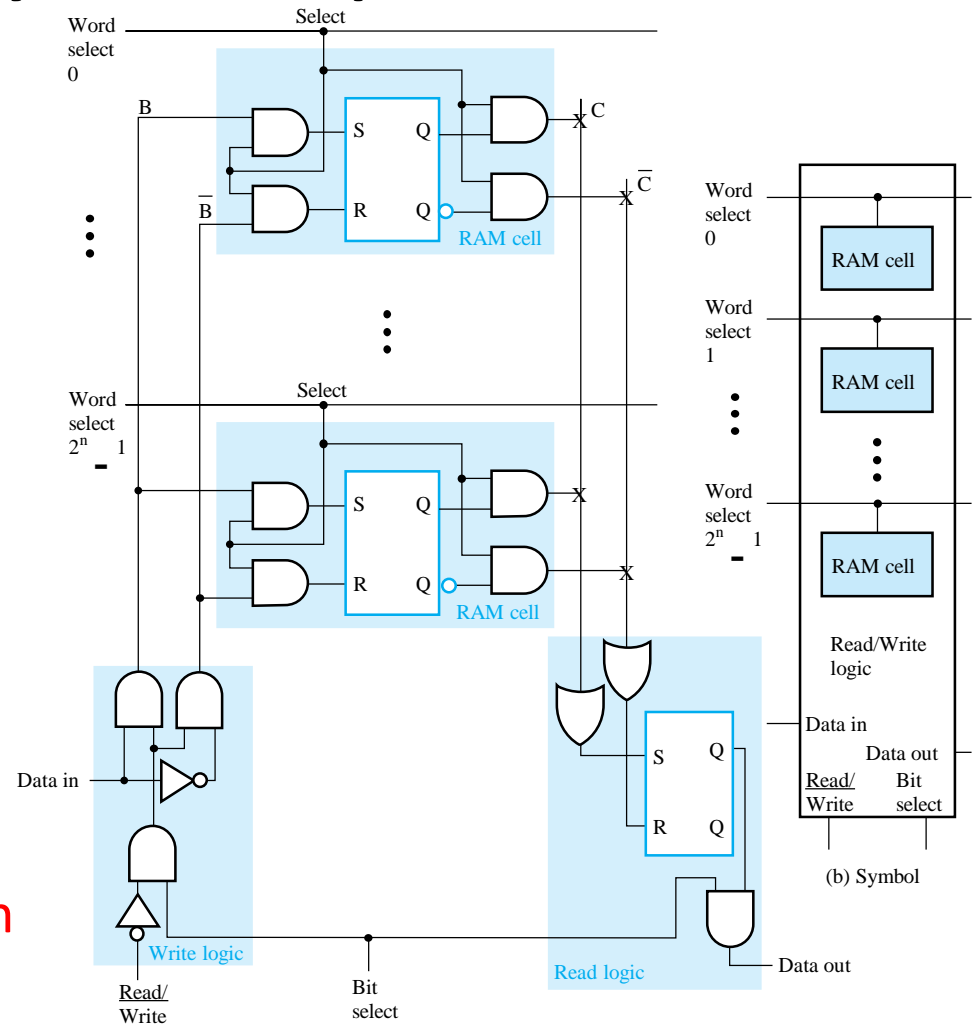 Word
select
0
Select
B
S
Q
C
B̅
R
Q
RAM cell
C̅
Word
select
2ⁿ - 1
Select
S
Q
R
Q
RAM cell
Data in
Write logic
Read/
Write
Bit
select
S
Q
R
Q
Read logic
Data out
Word
select
0
RAM cell
Word
select
1
RAM cell
Word
select
2ⁿ - 1
RAM cell
Read/Write
logic
Data in
Data out
Read/
Write
Bit
select
(b) Symbol